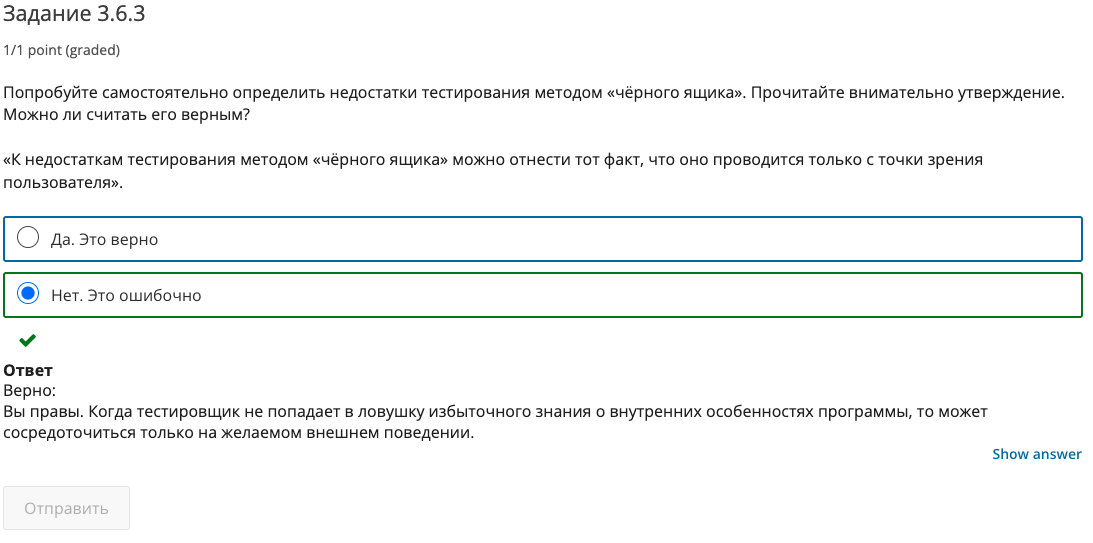 Задание 3.6.3
1/1 point (graded)
Попробуйте самостоятельно определить недостатки тестирования методом «чёрного ящика». Прочитайте внимательно утверждение.
Можно ли считать его верным?
«К недостаткам тестирования методом «чёрного ящика» можно отнести тот факт, что оно проводится только с точки зрения
пользователя».
Да. Это верно
Нет. Это ошибочно
Ответ
Верно:
Вы правы. Когда тестировщик не попадает в ловушку избыточного знания о внутренних особенностях программы, то может
сосредоточиться только на желаемом внешнем поведении.
Show answer
Отправить